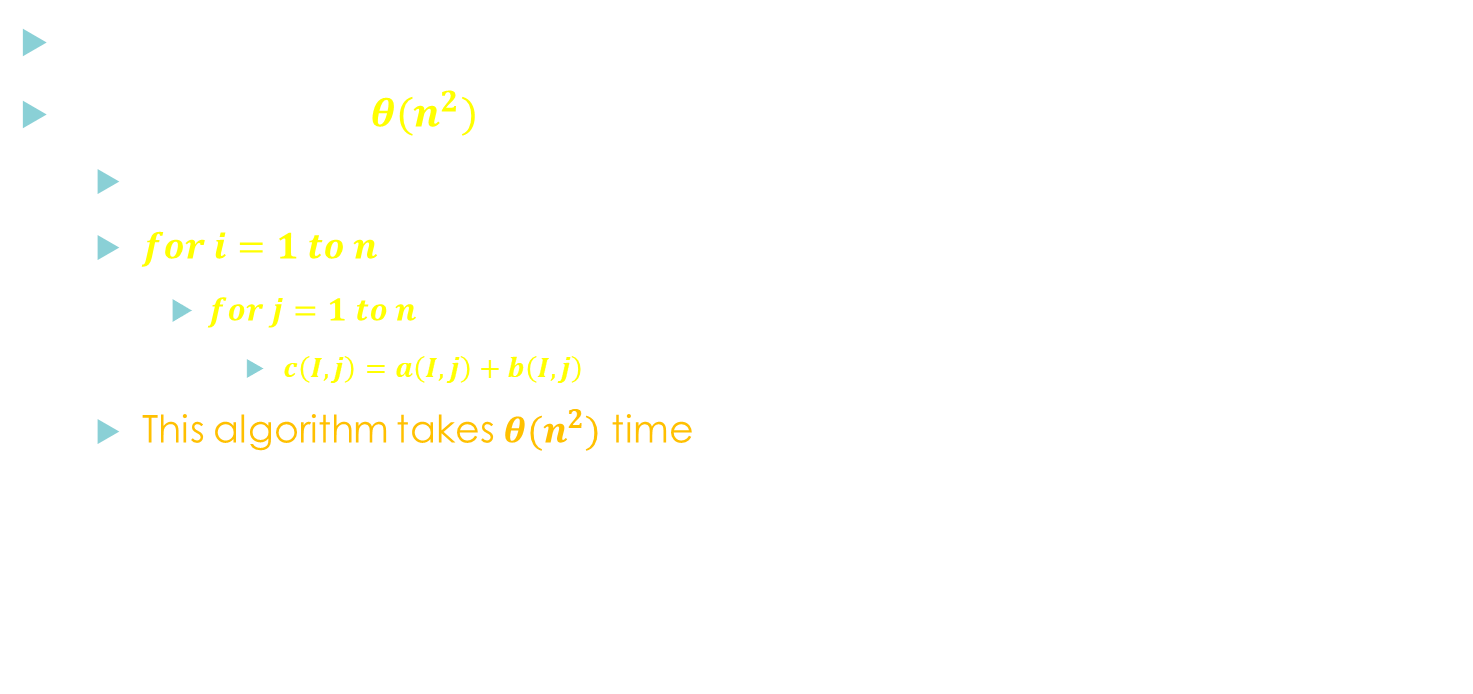 θ(n²)
for i = 1 to n
for j = 1 to n
c(I,j) = a(I,j) + b(I,j)
This algorithm takes θ(n²) time